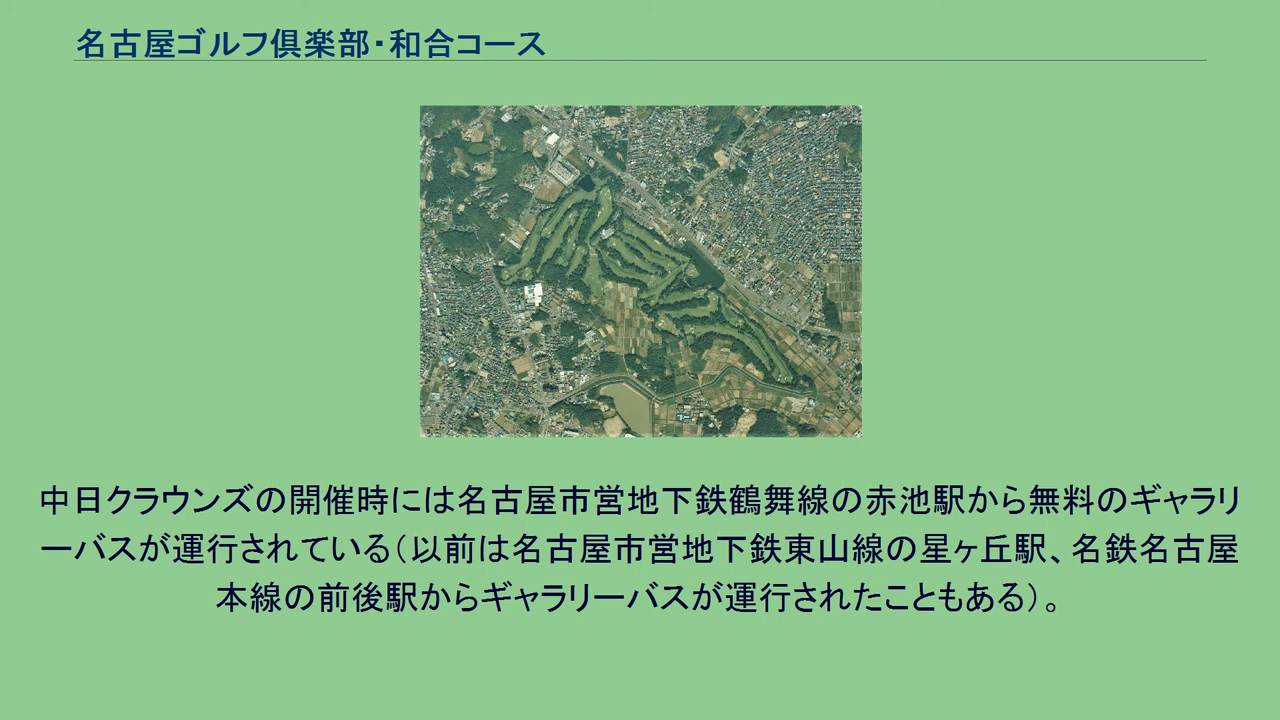 名古屋ゴルフ倶楽部・和合コース
中日クラウンズの開催時には名古屋市営地下鉄鶴舞線の赤池駅から無料のギャラリ
ーバスが運行されている（以前は名古屋市営地下鉄東山線の星ヶ丘駅、名鉄名古屋
本線の前後駅からギャラリーバスが運行されたこともある）。